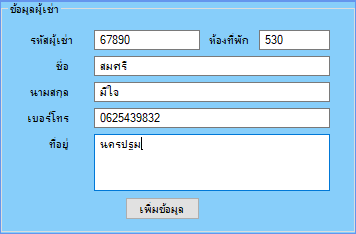 ข้อมูลผู้เช่า
รหัสผู้เช่า 67890 ห้องที่พัก 530
ชื่อ สมศรี
นามสกุล มีใจ
เบอร์โทร 0625439832
ที่อยู่ นครปฐม
เพิ่มข้อมูล